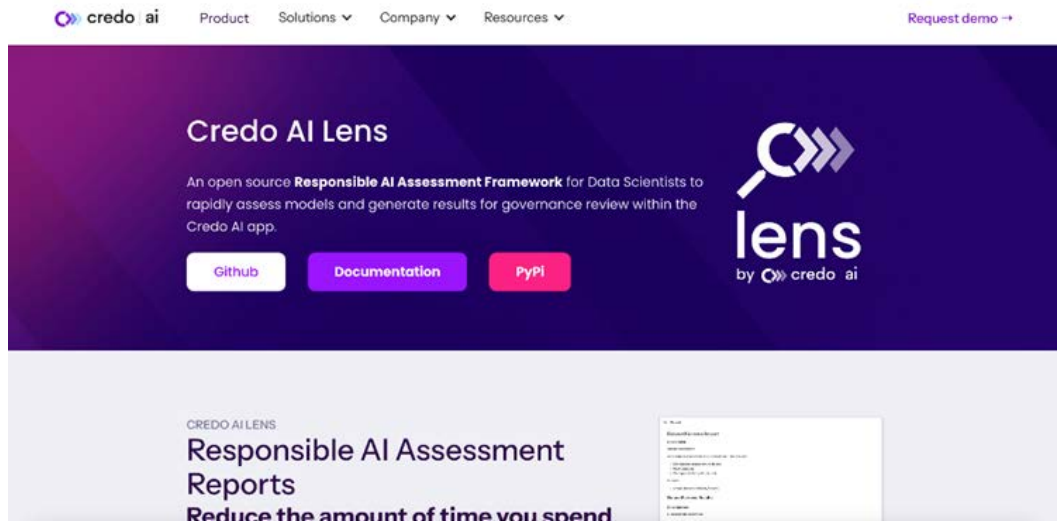 credo ai
Product
Solutions
Company
Resources
Request demo →
Credo AI Lens
An open source Responsible AI Assessment Framework for Data Scientists to
rapidly assess models and generate results for governance review within the
Credo AI app.
Github
Documentation
PyPi
lens
by credo ai
CREDO AI LENS
Responsible AI Assessment
Reports
Reduce the amount of time you spend